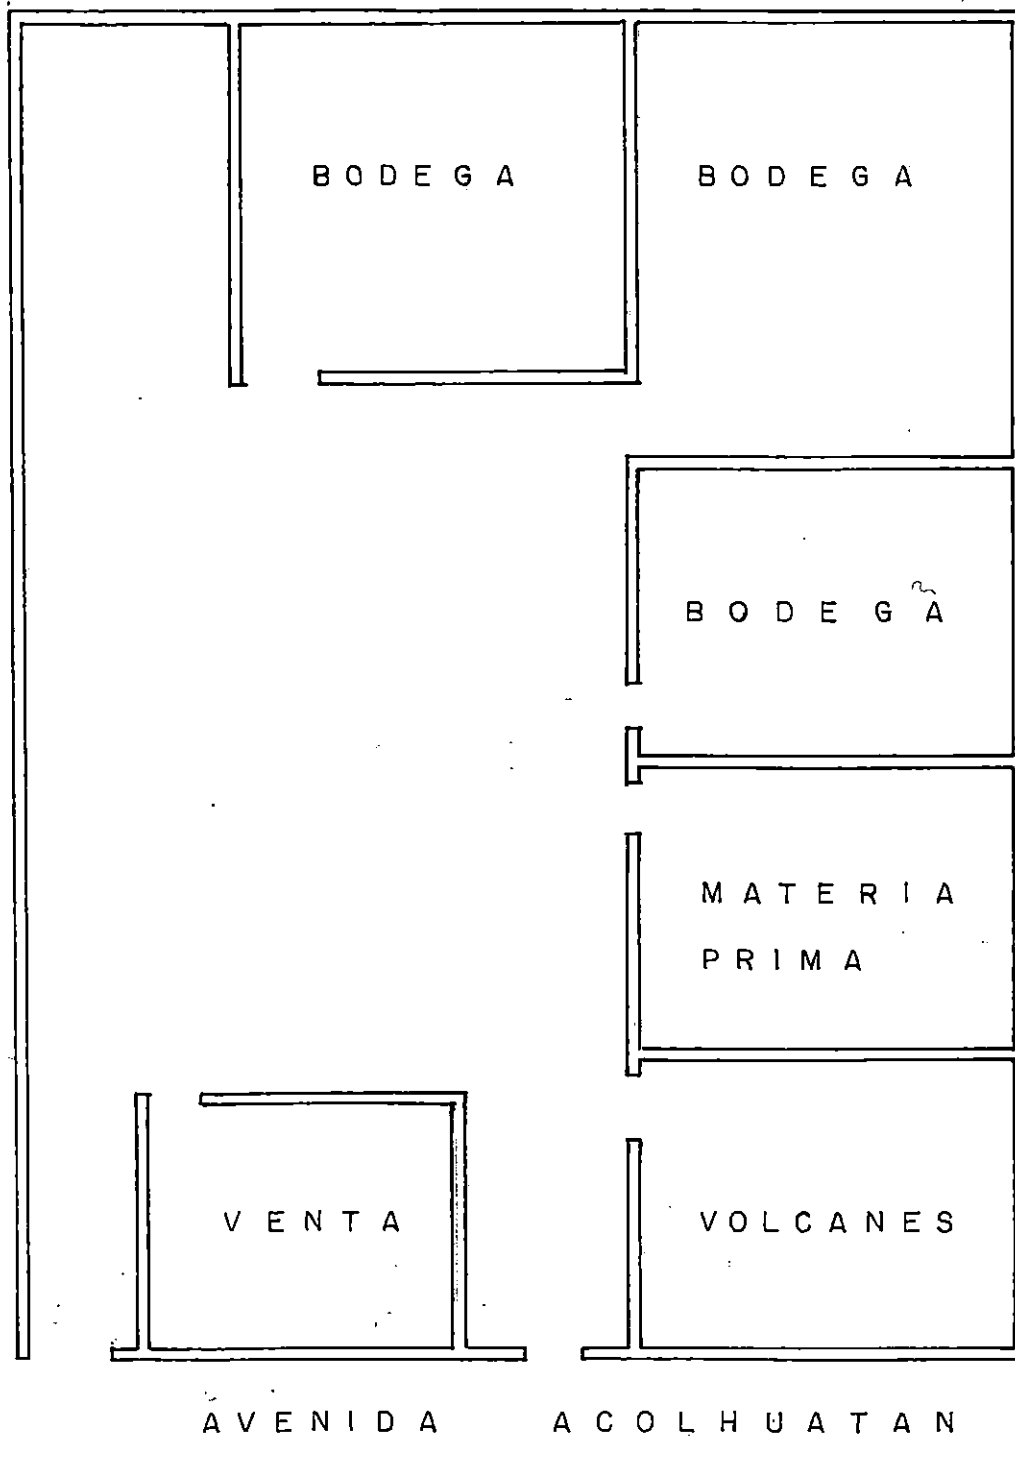 BODEGA
BODEGA
BODEGA
MATERIA
PRIMA
VENTA
VOLCANES
AVENIDA ACOLHUATAN